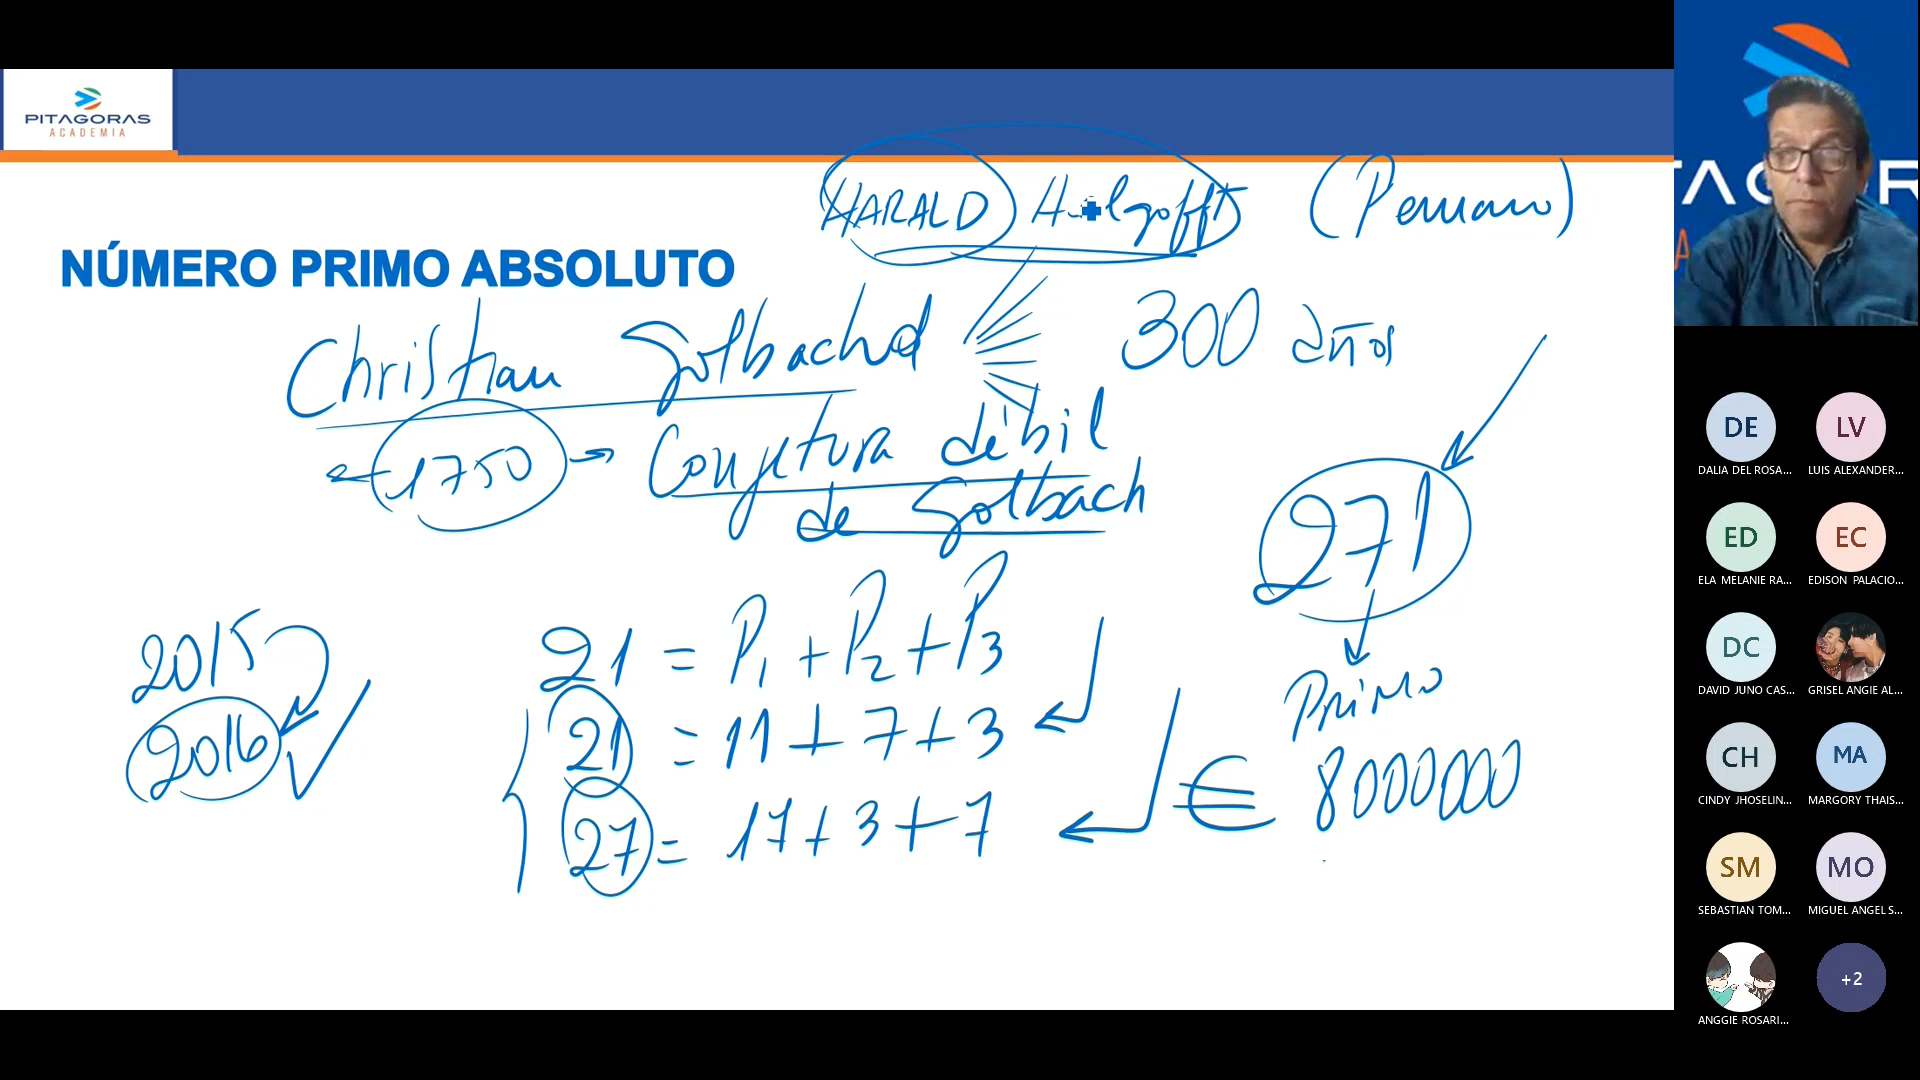 PITAGORAS
ACADEMIA
HARALD Helgofft (Peruano)
NÚMERO PRIMO ABSOLUTO
Christian Golbachd 300 años
1750 → Conjetura débil
de Golbach
271
Primo
2015
2016
21 = P1 + P2 + P3
21 = 11 + 7 + 3
27 = 17 + 3 + 7
€ 8000000
TAGOR
A
DE
LV
DALIA DEL ROSA...
LUIS ALEXANDER...
ED
EC
ELA MELANIE RA...
EDISON PALACIO...
DC
DAVID JUNO CAS...
GRISEL ANGIE AL...
CH
MA
CINDY JHOSELIN...
MARGORY THAIS...
SM
MO
SEBASTIAN TOM...
MIGUEL ANGEL S...
+2
ANGGIE ROSARI...